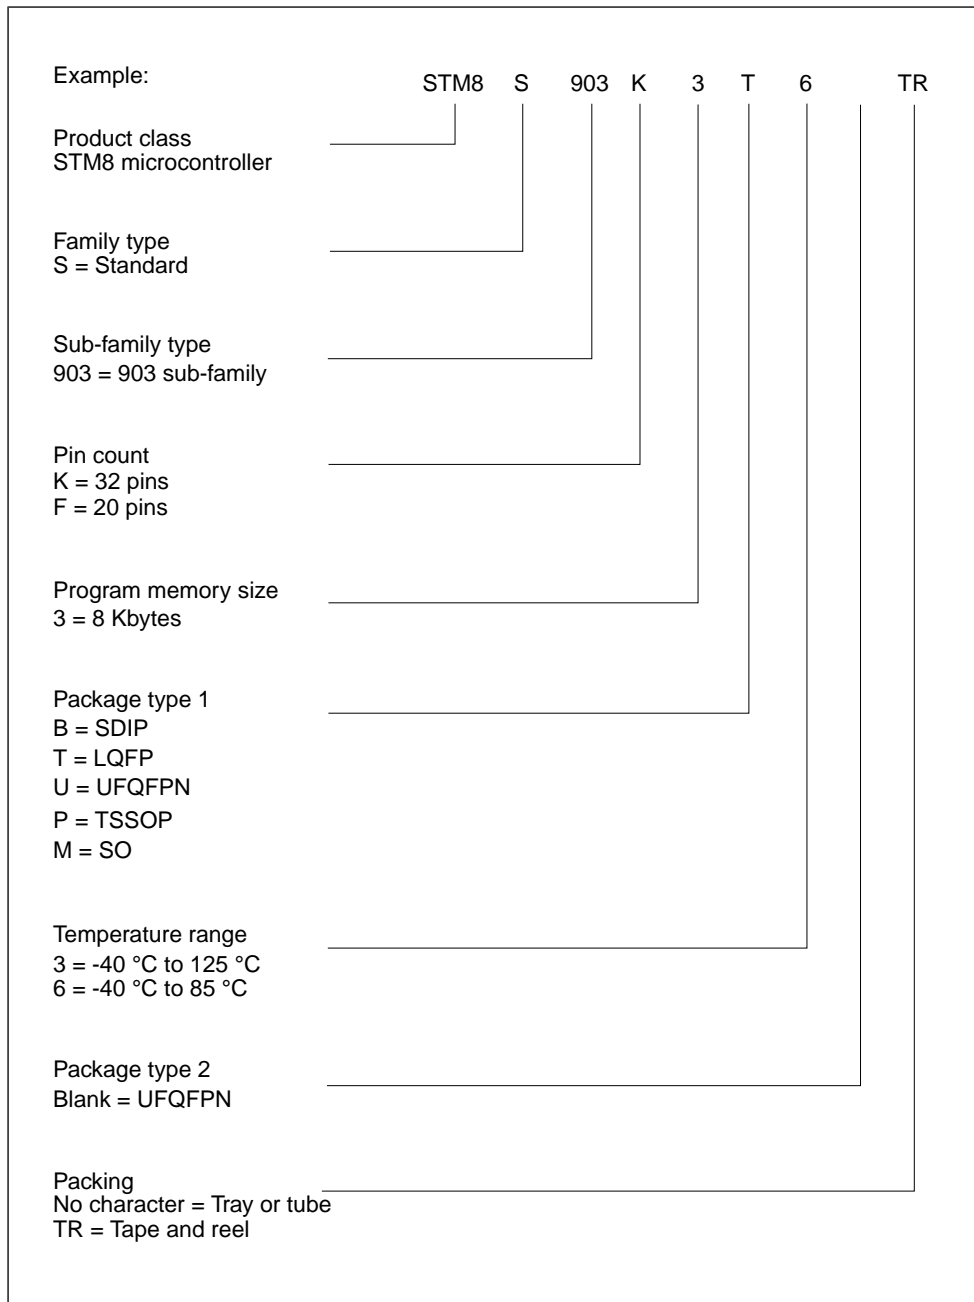 Example:
STM8 S 903 K 3 T 6 TR
Product class
STM8 microcontroller
Family type
S = Standard
Sub-family type
903 = 903 sub-family
Pin count
K = 32 pins
F = 20 pins
Program memory size
3 = 8 Kbytes
Package type 1
B = SDIP
T = LQFP
U = UFQFPN
P = TSSOP
M = SO
Temperature range
3 = -40 °C to 125 °C
6 = -40 °C to 85 °C
Package type 2
Blank = UFQFPN
Packing
No character = Tray or tube
TR = Tape and reel